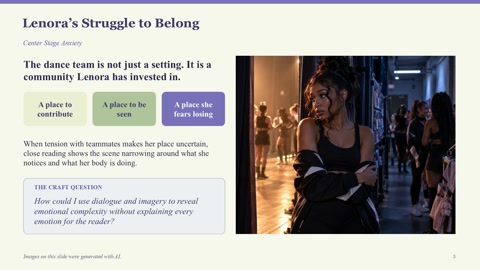 Lenora's Struggle to Belong
Center Stage Anxiety
The dance team is not just a setting. It is a
community Lenora has invested in.
A place to
contribute
A place to be
seen
A place she
fears losing
When tension with teammates makes her place uncertain,
close reading shows the scene narrowing around what she
notices and what her body is doing.
THE CRAFT QUESTION
How could I use dialogue and imagery to reveal
emotional complexity without explaining every
emotion for the reader?
Images on this slide were generated with AI.
3